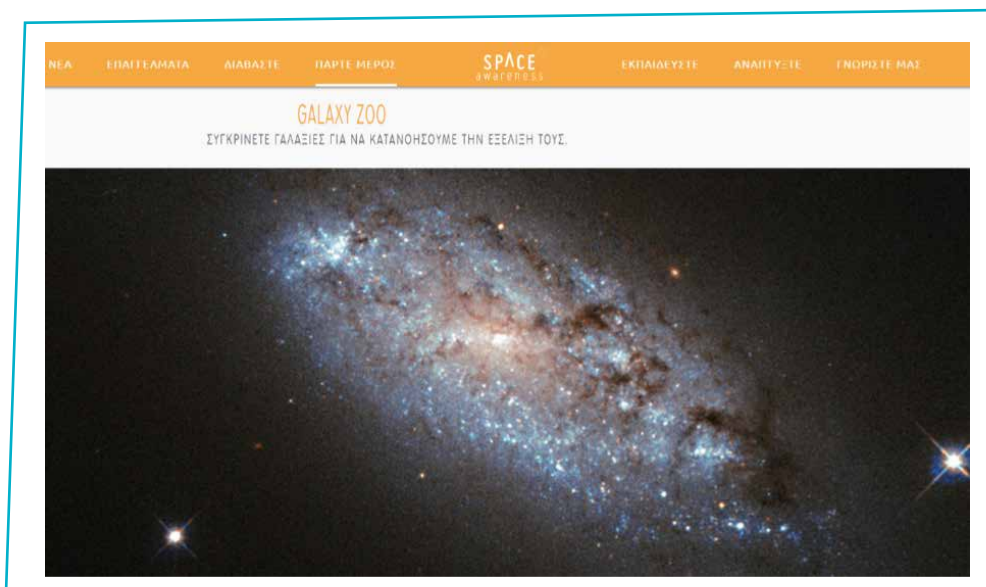 ΝΕΑ ΕΠΑΓΓΕΛΜΑΤΑ ΔΙΑΒΑΣΤΕ ΠΑΡΤΕ ΜΕΡΟΣ SPACE awareness ΕΚΠΑΙΔΕΥΣΤΕ ΑΝΑΠΤΥΞΤΕ ΓΝΩΡΙΣΤΕ ΜΑΣ
GALAXY ZOO
ΣΥΓΚΡΙΝΕΤΕ ΓΑΛΑΞΙΕΣ ΓΙΑ ΝΑ ΚΑΤΑΝΟΗΣΟΥΜΕ ΤΗΝ ΕΞΕΛΙΞΗ ΤΟΥΣ.